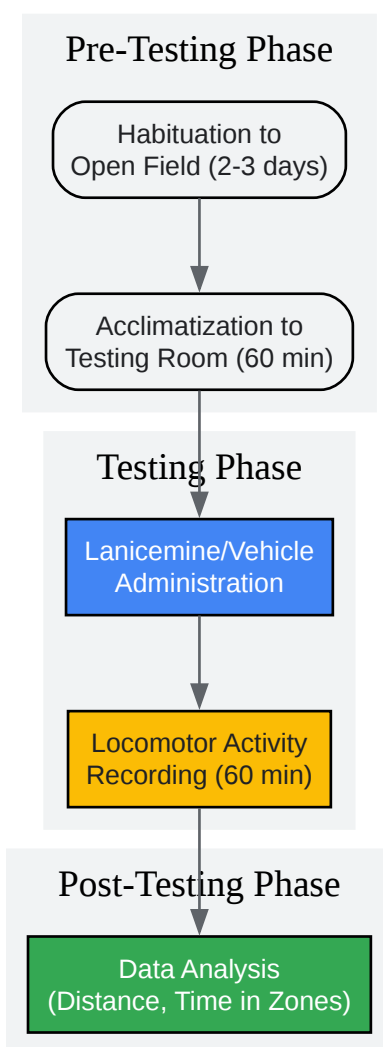 Pre-Testing Phase
Habituation to
Open Field (2-3 days)
Acclimatization to
Testing Room (60 min)
Testing Phase
Lanicemine/Vehicle
Administration
Locomotor Activity
Recording (60 min)
Post-Testing Phase
Data Analysis
(Distance, Time in Zones)